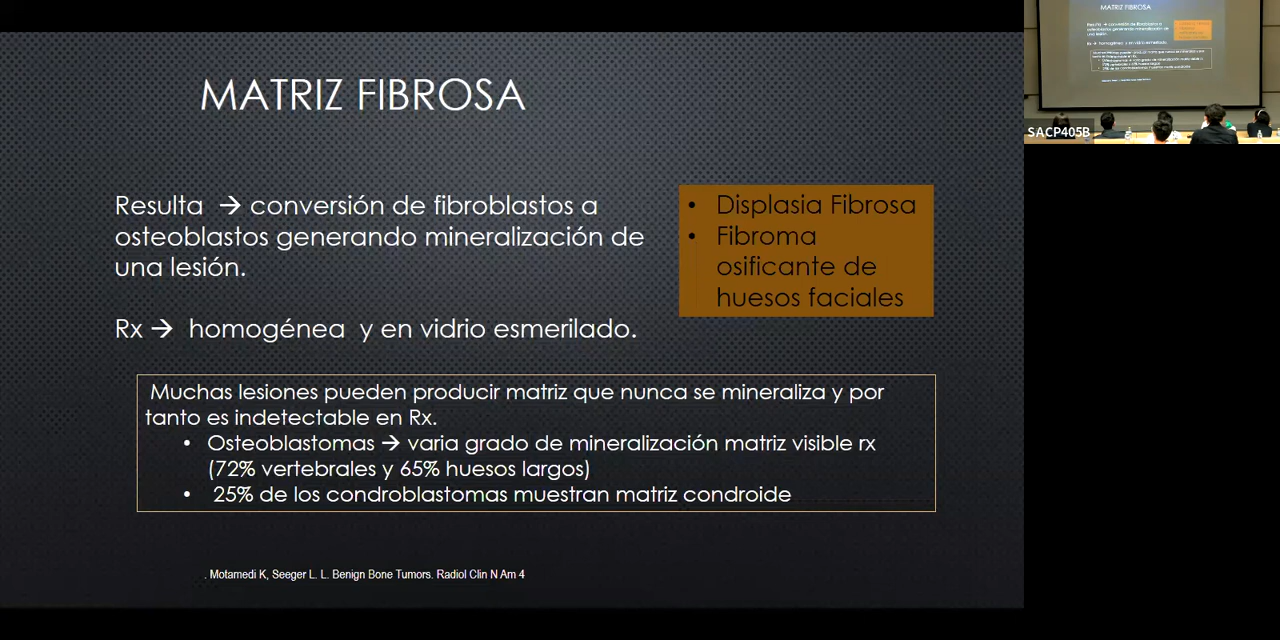 MATRIZ FIBROSA
Resulta → conversión de fibroblastos a
osteoblastos generando mineralización de
una lesión.
Rx → homogénea y en vidrio esmerilado.
• Displasia Fibrosa
• Fibroma
osificante de
huesos faciales
Muchas lesiones pueden producir matriz que nunca se mineraliza y por
tanto es indetectable en Rx.
• Osteoblastomas → varia grado de mineralización matriz visible rx
(72% vertebrales y 65% huesos largos)
• 25% de los condroblastomas muestran matriz condroide
. Motamedi K, Seeger L. L. Benign Bone Tumors. Radiol Clin N Am 4
MATRIZ FIBROSA
SACP405B